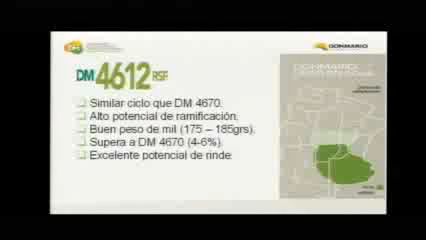 DONMARIO
DM 4612 RSF
Similar ciclo que DM 4670.
Alto potencial de ramificación.
Buen peso de mil (175 – 185grs).
Supera a DM 4670 (4-6%).
Excelente potencial de rinde
DONMARIO